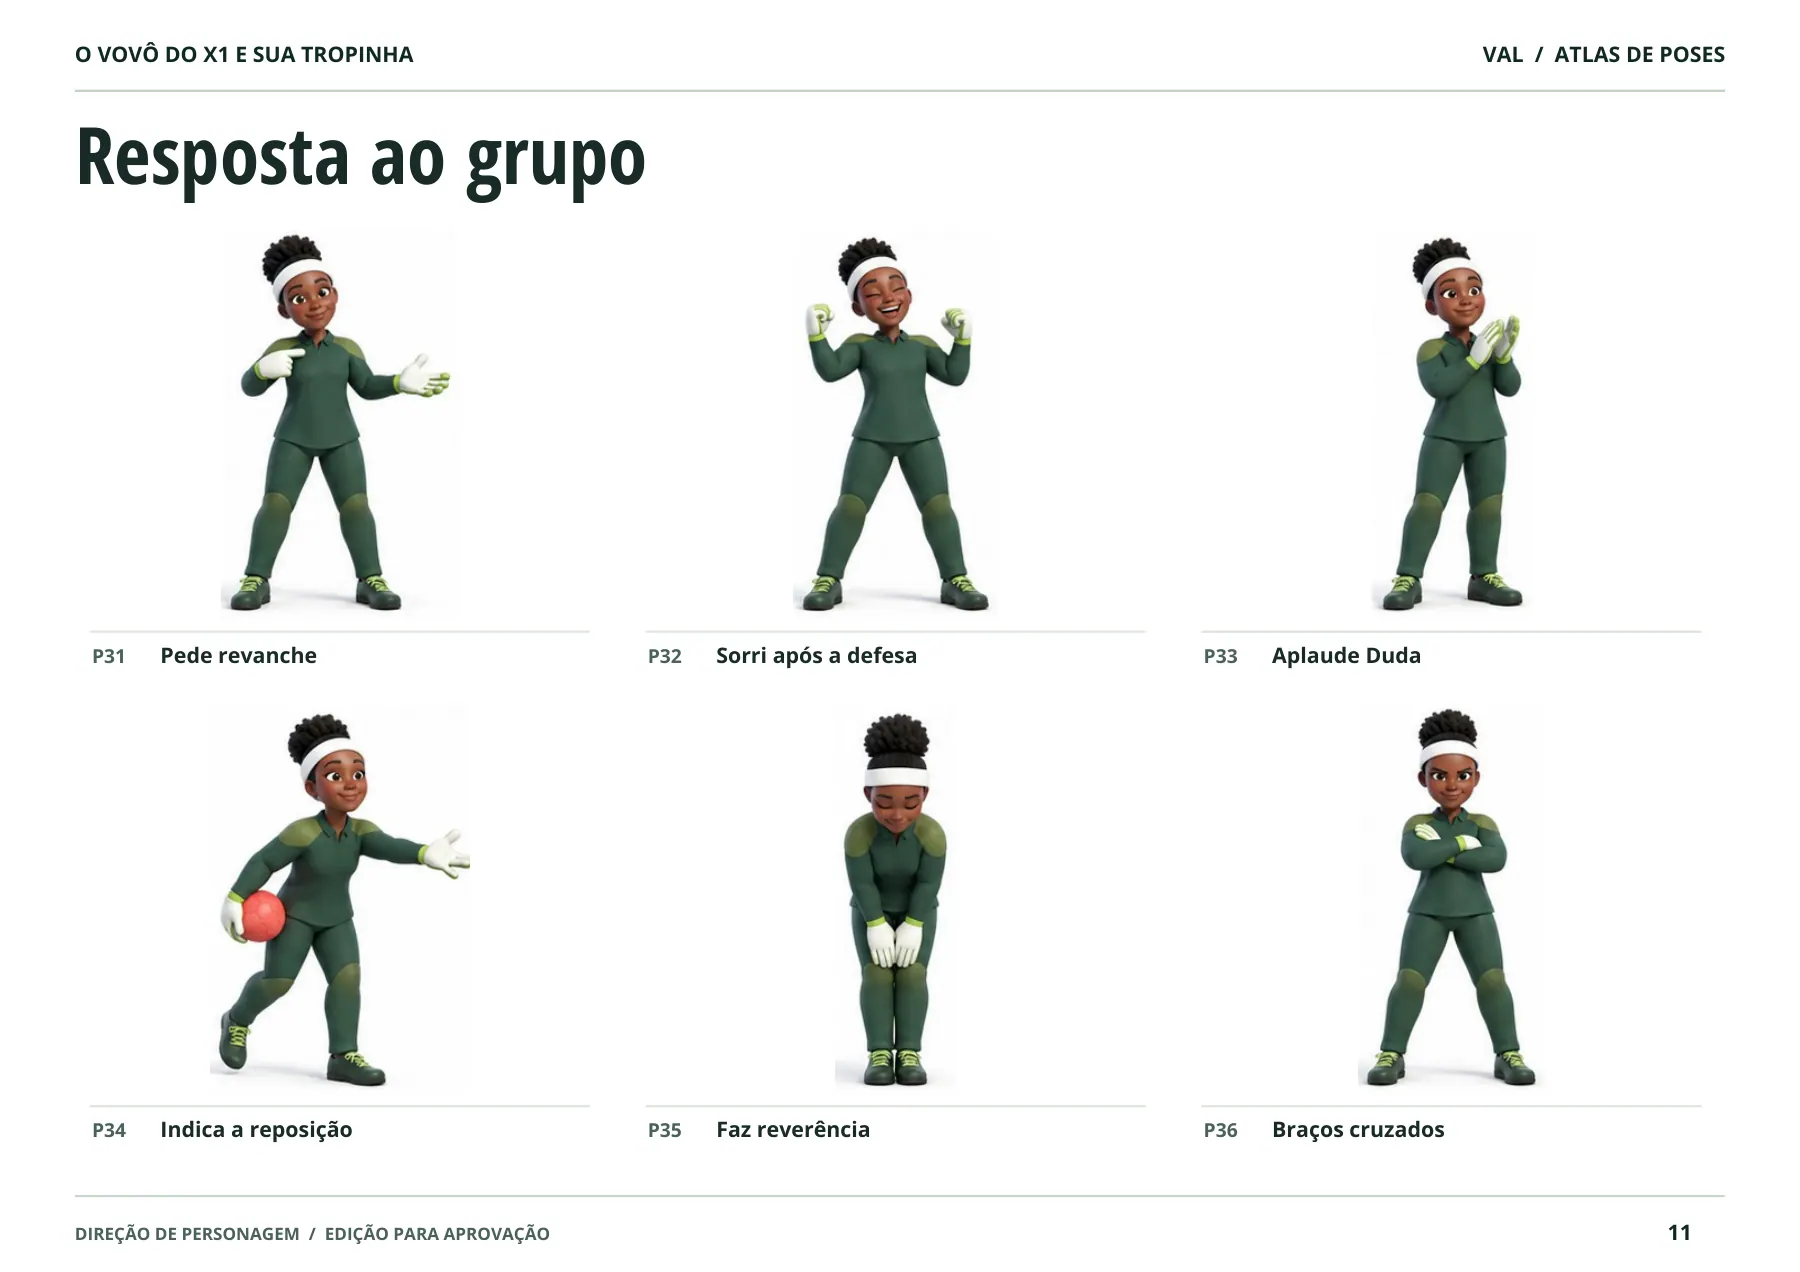 O VOVÔ DO X1 E SUA TROPINHA
VAL / ATLAS DE POSES
Resposta ao grupo
P31 Pede revanche
P32 Sorri após a defesa
P33 Aplaude Duda
P34 Indica a reposição
P35 Faz reverência
P36 Braços cruzados
DIREÇÃO DE PERSONAGEM / EDIÇÃO PARA APROVAÇÃO
11